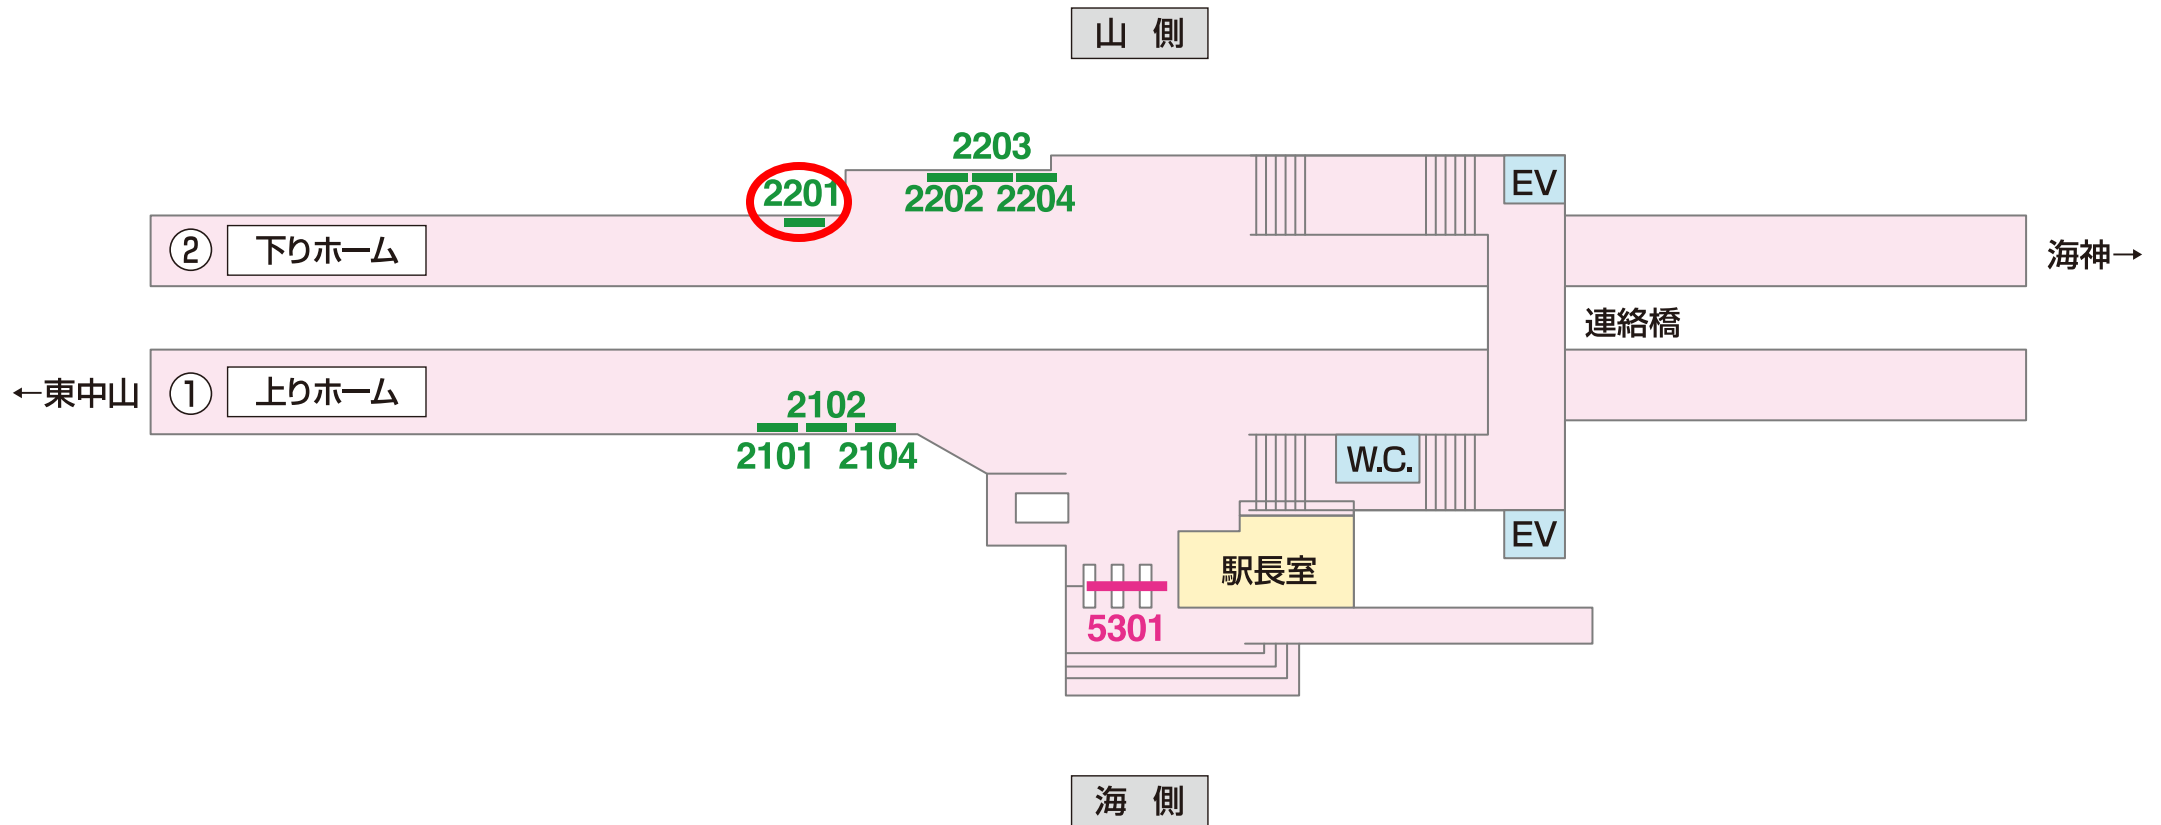 山 側
2203
2201
2202 2204
EV
② 下りホーム
海神→
連絡橋
←東中山
① 上りホーム
2102
2101 2104
W.C.
EV
駅長室
5301
海 側